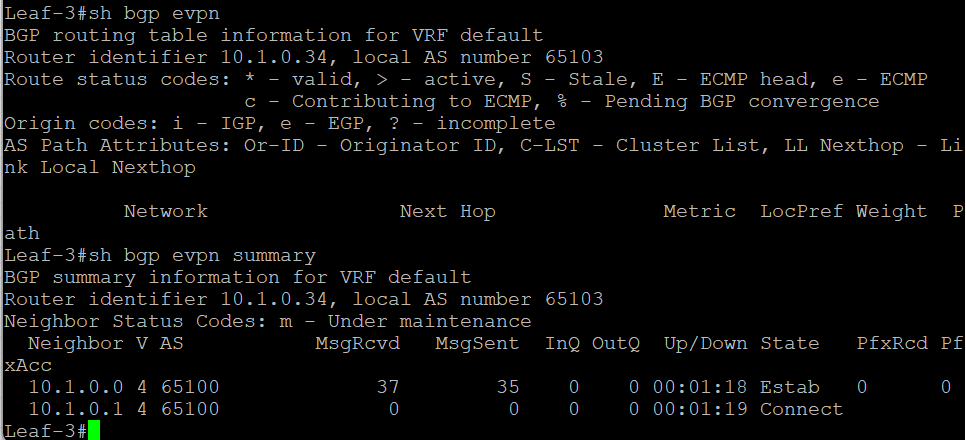 Leaf-3#sh bgp evpn
BGP routing table information for VRF default
Router identifier 10.1.0.34, local AS number 65103
Route status codes: * - valid, > - active, S - Stale, E - ECMP head, e - ECMP
                    c - Contributing to ECMP, % - Pending BGP convergence
Origin codes: i - IGP, e - EGP, ? - incomplete
AS Path Attributes: Or-ID - Originator ID, C-LST - Cluster List, LL Nexthop - Li
nk Local Nexthop

          Network                Next Hop              Metric  LocPref Weight  P
ath
Leaf-3#sh bgp evpn summary
BGP summary information for VRF default
Router identifier 10.1.0.34, local AS number 65103
Neighbor Status Codes: m - Under maintenance
  Neighbor V AS           MsgRcvd   MsgSent  InQ OutQ  Up/Down State   PfxRcd Pf
xAcc
  10.1.0.0 4 65100             37        35    0    0 00:01:18 Estab   0      0
  10.1.0.1 4 65100              0         0    0    0 00:01:19 Connect
Leaf-3#